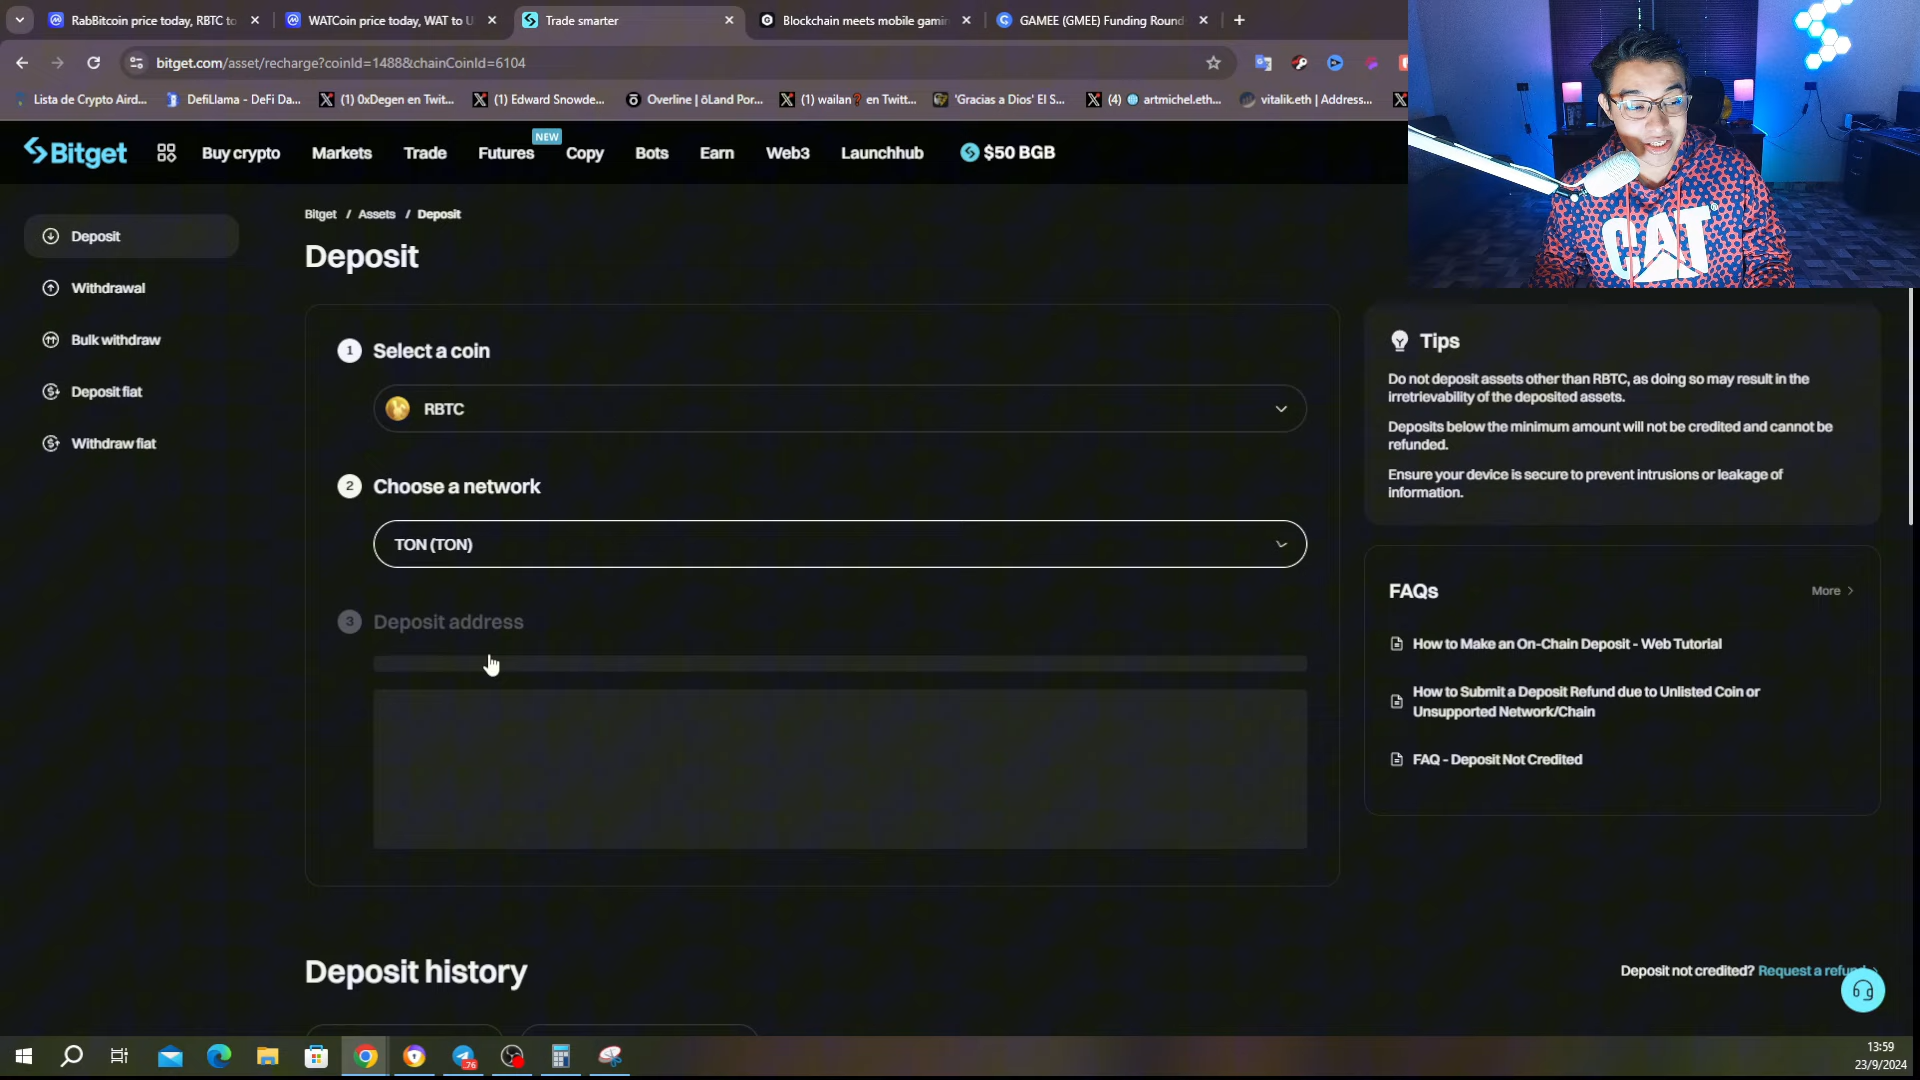 RabBitcoin price today, RBTC to
WATCoin price today, WAT to U
Trade smarter
Blockchain meets mobile gamin
GAMEE (GMEE) Funding Round
bitget.com/asset/recharge?coinId=1488&chainCoinId=6104
Lista de Crypto Aird...
DefiLlama - DeFi Da...
(1) 0xDegen en Twit...
(1) Edward Snowde...
Overline | ōLand Por...
(1) wailan❓ en Twitt...
'Gracias a Dios' El S...
(4) 🌐 artmichel.eth...
vitalik.eth | Address...
Bitget
Buy crypto
Markets
Trade
Futures
NEW
Copy
Bots
Earn
Web3
Launchhub
$50 BGB
CAT
Deposit
Withdrawal
Bulk withdraw
Deposit fiat
Withdraw fiat
Bitget / Assets / Deposit
Deposit
1 Select a coin
RBTC
2 Choose a network
TON (TON)
3 Deposit address
Tips
Do not deposit assets other than RBTC, as doing so may result in the
irretrievability of the deposited assets.
Deposits below the minimum amount will not be credited and cannot be
refunded.
Ensure your device is secure to prevent intrusions or leakage of
information.
FAQs
More
How to Make an On-Chain Deposit - Web Tutorial
How to Submit a Deposit Refund due to Unlisted Coin or
Unsupported Network/Chain
FAQ - Deposit Not Credited
Deposit history
Deposit not credited? Request a refund
76
13:59
23/9/2024